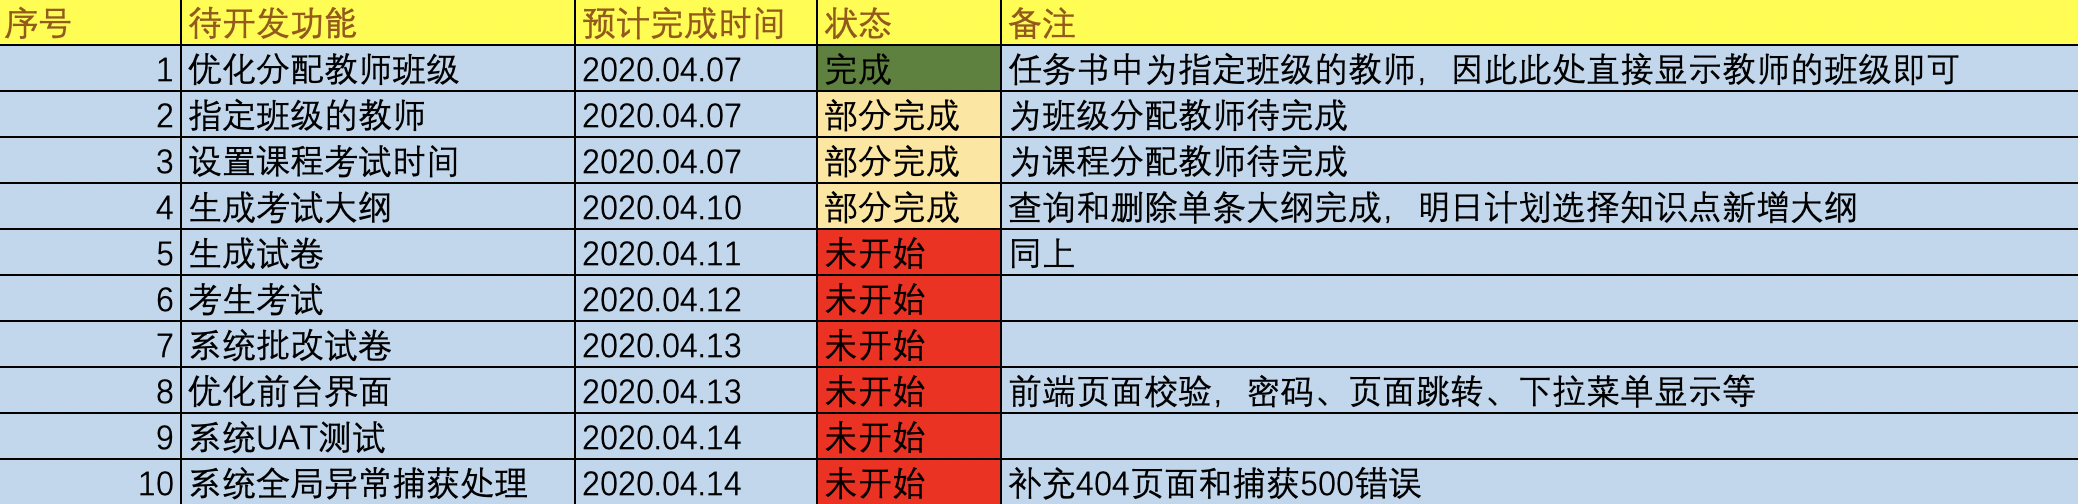 序号 待开发功能 预计完成时间 状态 备注
1 优化分配教师班级 2020.04.07 完成 任务书中为指定班级的教师，因此此处直接显示教师的班级即可
2 指定班级的教师 2020.04.07 部分完成 为班级分配教师待完成
3 设置课程考试时间 2020.04.07 部分完成 为课程分配教师待完成
4 生成考试大纲 2020.04.10 部分完成 查询和删除单条大纲完成，明日计划选择知识点新增大纲
5 生成试卷 2020.04.11 未开始 同上
6 考生考试 2020.04.12 未开始
7 系统批改试卷 2020.04.13 未开始
8 优化前台界面 2020.04.13 未开始 前端页面校验，密码、页面跳转、下拉菜单显示等
9 系统UAT测试 2020.04.14 未开始
10 系统全局异常捕获处理 2020.04.14 未开始 补充404页面和捕获500错误